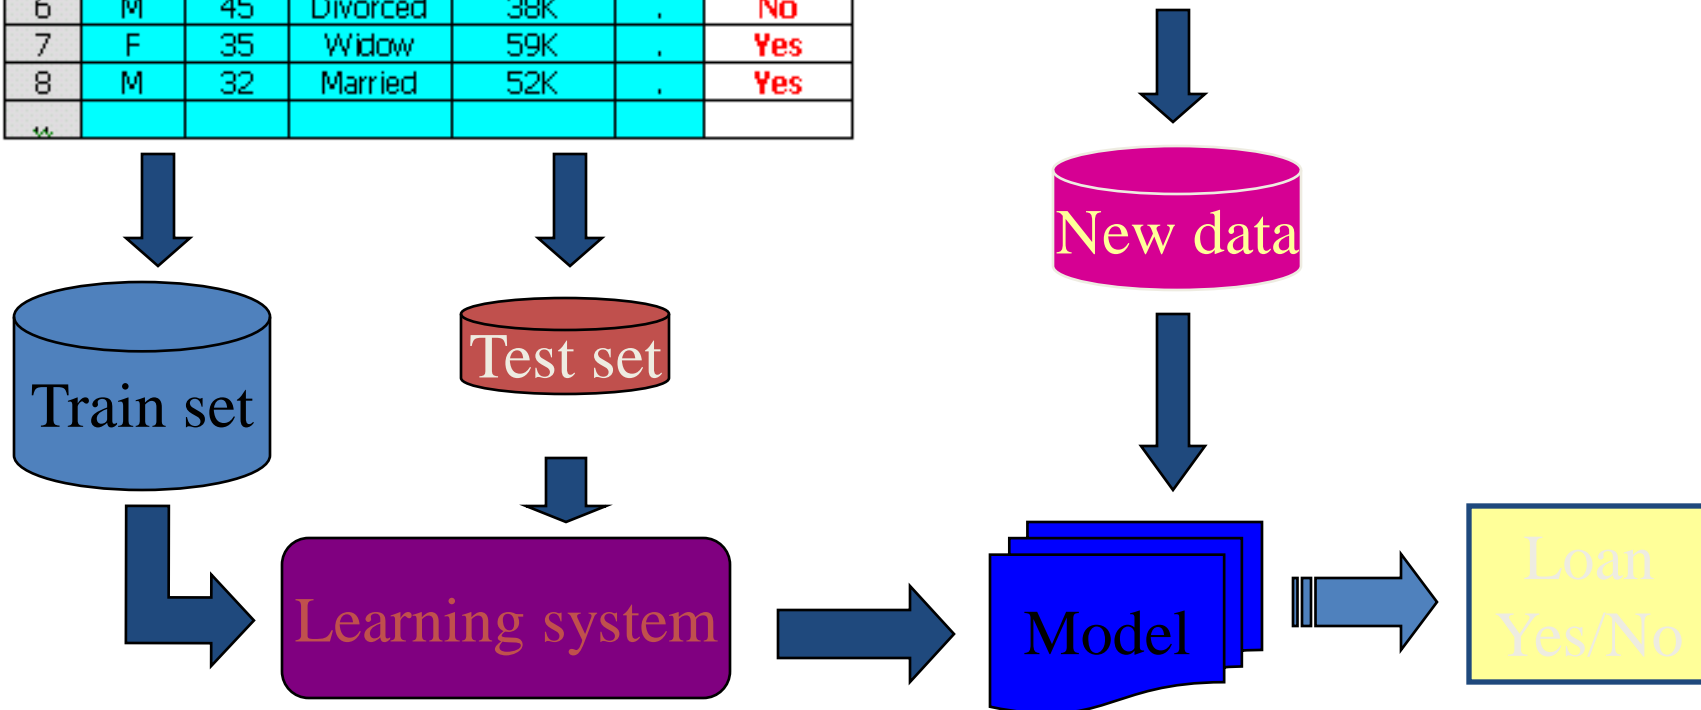 6 M 45 Divorced 38K . No
7 F 35 Widow 59K . Yes
8 M 32 Married 52K . Yes
New data
Test set
Train set
Learning system
Model
Loan
Yes/No